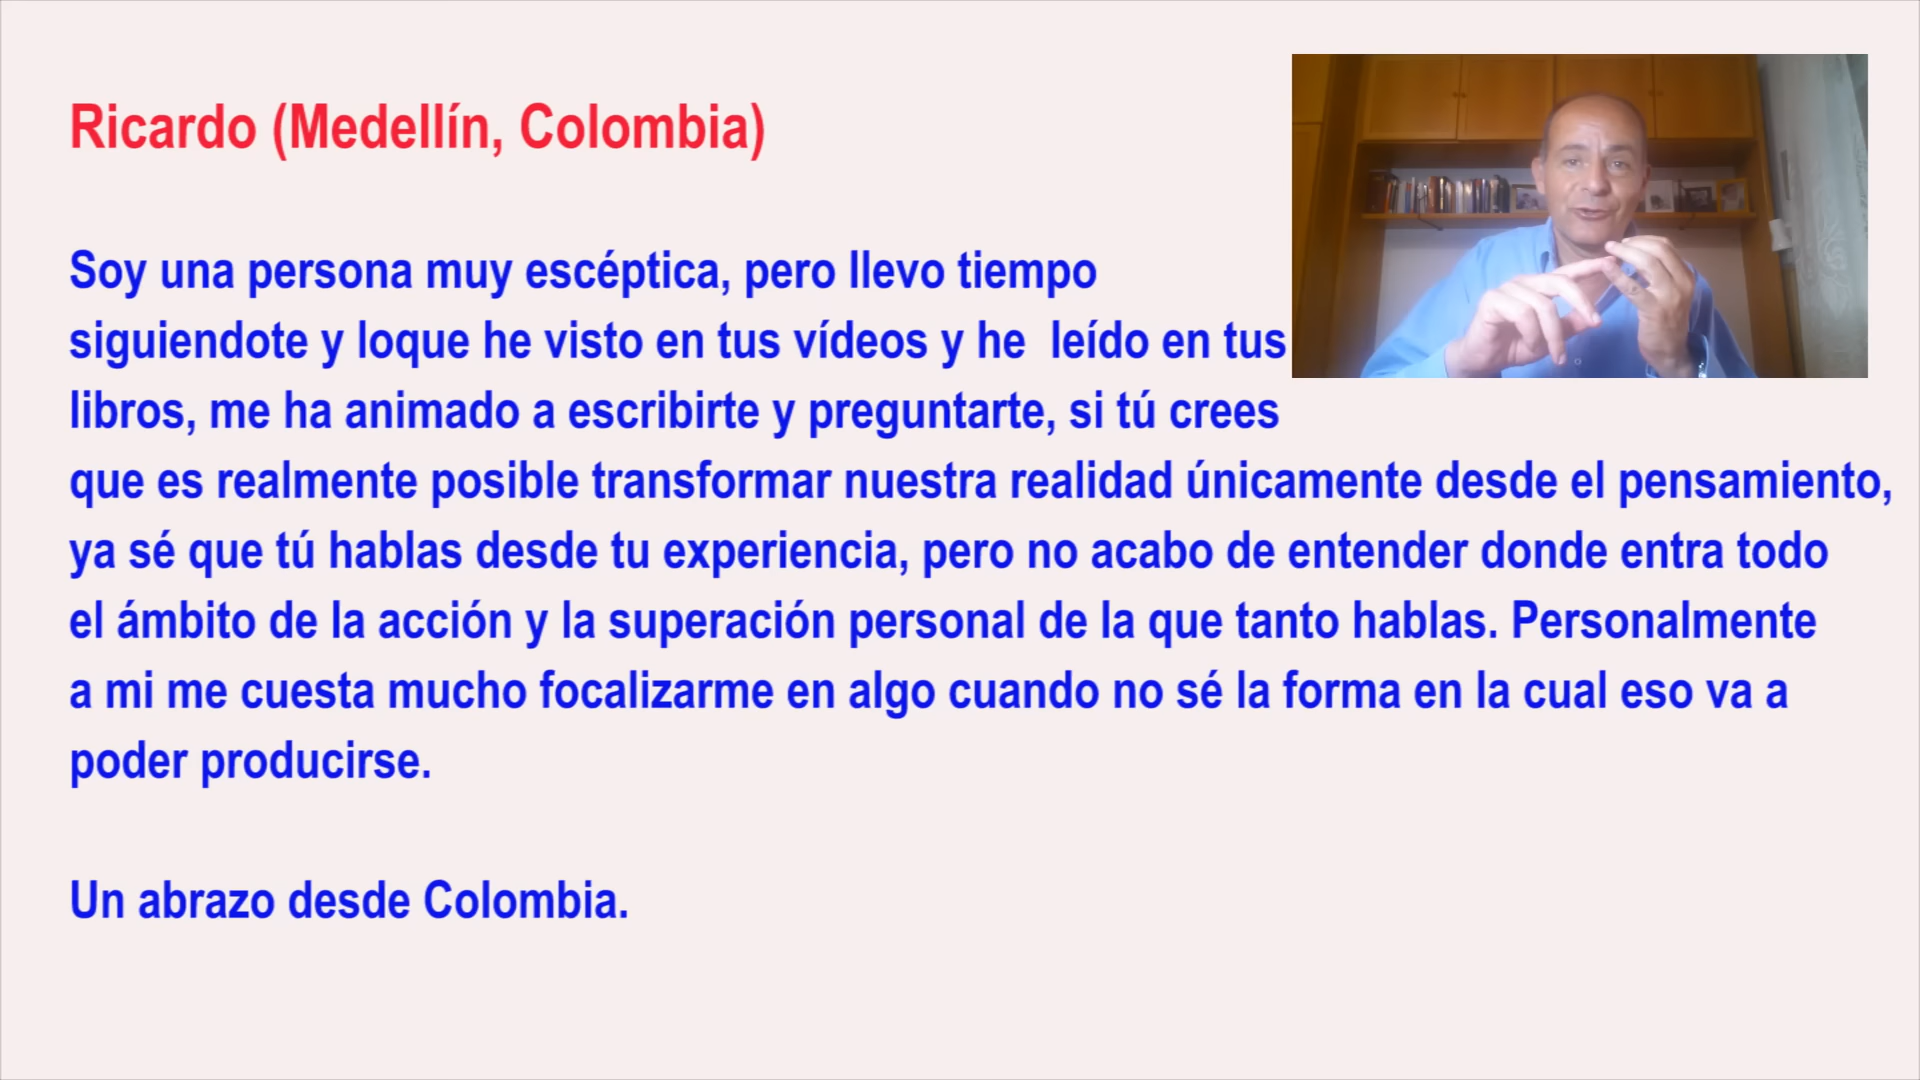 Ricardo (Medellín, Colombia)
Soy una persona muy escéptica, pero llevo tiempo
siguiendote y loque he visto en tus vídeos y he  leído en tus
libros, me ha animado a escribirte y preguntarte, si tú crees
que es realmente posible transformar nuestra realidad únicamente desde el pensamiento,
ya sé que tú hablas desde tu experiencia, pero no acabo de entender donde entra todo
el ámbito de la acción y la superación personal de la que tanto hablas. Personalmente
a mi me cuesta mucho focalizarme en algo cuando no sé la forma en la cual eso va a
poder producirse.
Un abrazo desde Colombia.